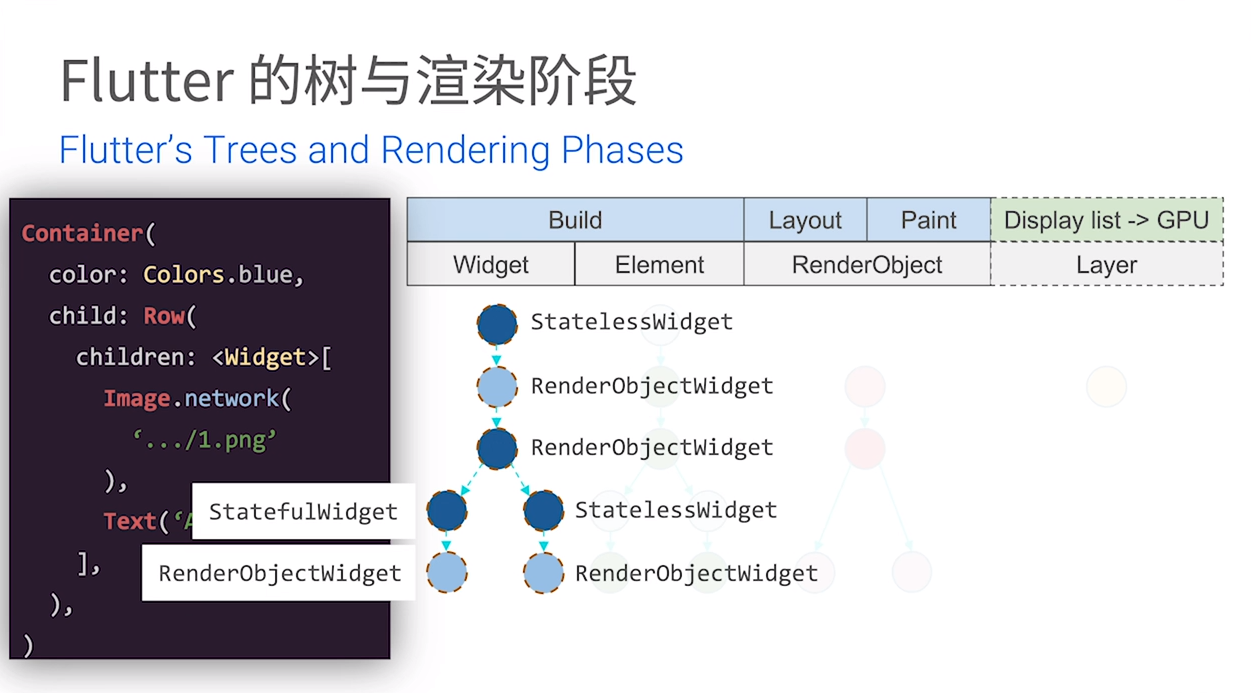 Flutter 的树与渲染阶段
Flutter’s Trees and Rendering Phases
Container(
color: Colors.blue,
child: Row(
children: <Widget>[
Image.network(
‘.../1.png’
),
Text(‘
],
),
)
Build Layout Paint Display list -> GPU
Widget Element RenderObject Layer
StatelessWidget
RenderObjectWidget
RenderObjectWidget
StatefulWidget StatelessWidget
RenderObjectWidget RenderObjectWidget